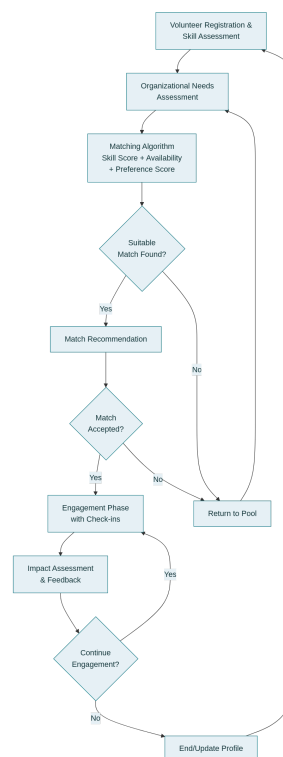 Volunteer Registration &
Skill Assessment
Organizational Needs
Assessment
Matching Algorithm
Skill Score + Availability
+ Preference Score
Suitable
Match Found?
Yes
No
Match Recommendation
Match
Accepted?
Yes
No
Engagement Phase
with Check-ins
Return to Pool
Impact Assessment
& Feedback
Yes
Continue
Engagement?
No
End/Update Profile